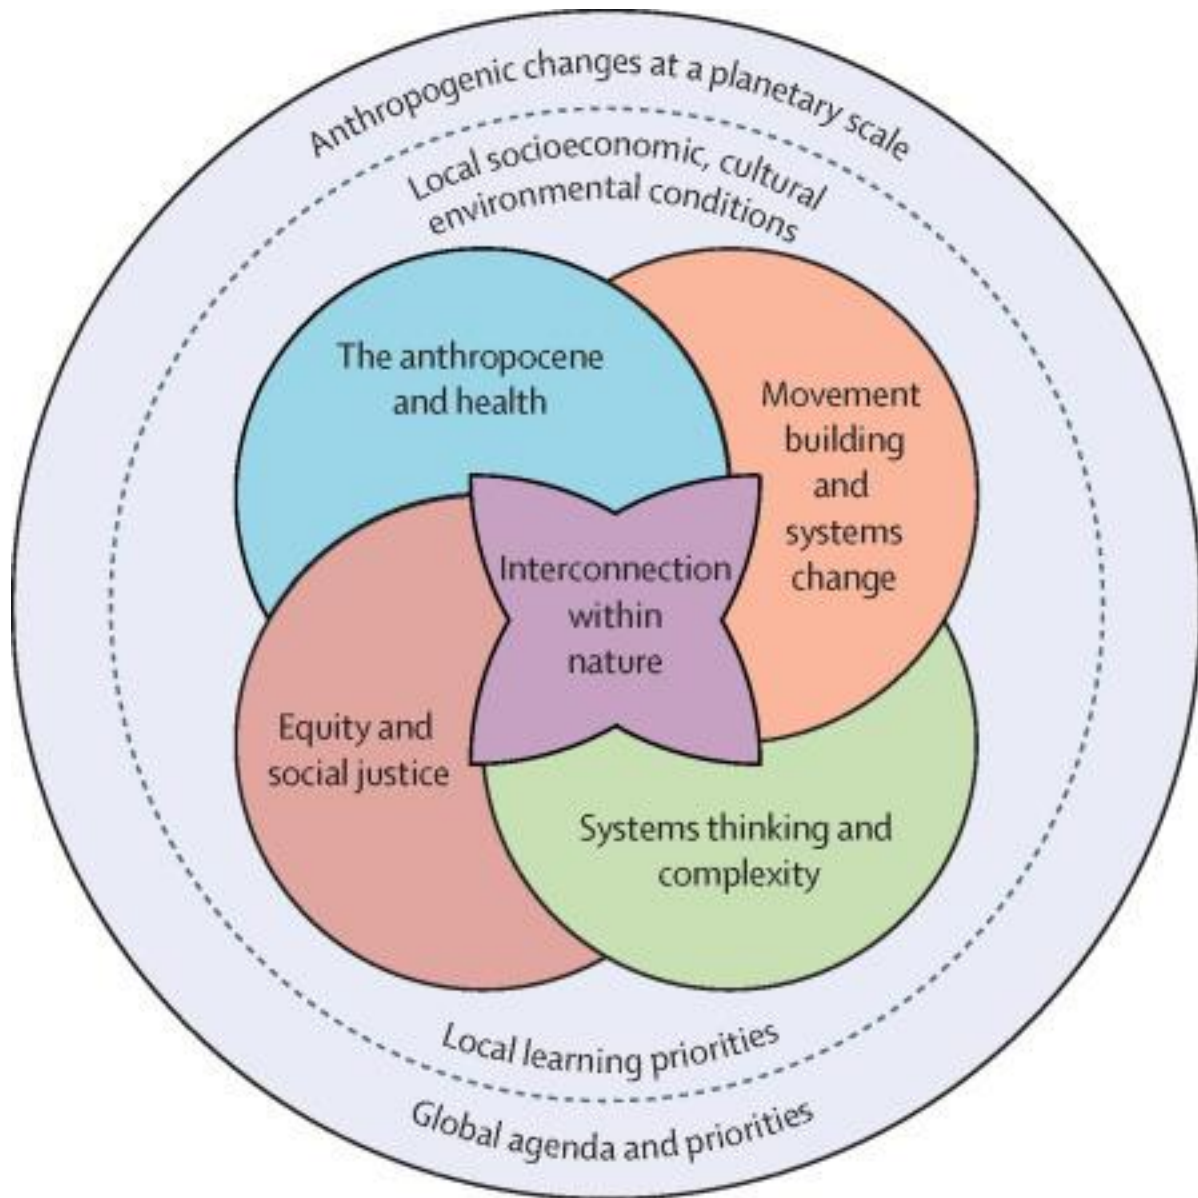 Anthropogenic changes at a planetary scale
Local socioeconomic, cultural
environmental conditions
The anthropocene
and health
Movement
building
and
systems
change
Interconnection
within
nature
Equity and
social justice
Systems thinking and
complexity
Local learning priorities
Global agenda and priorities